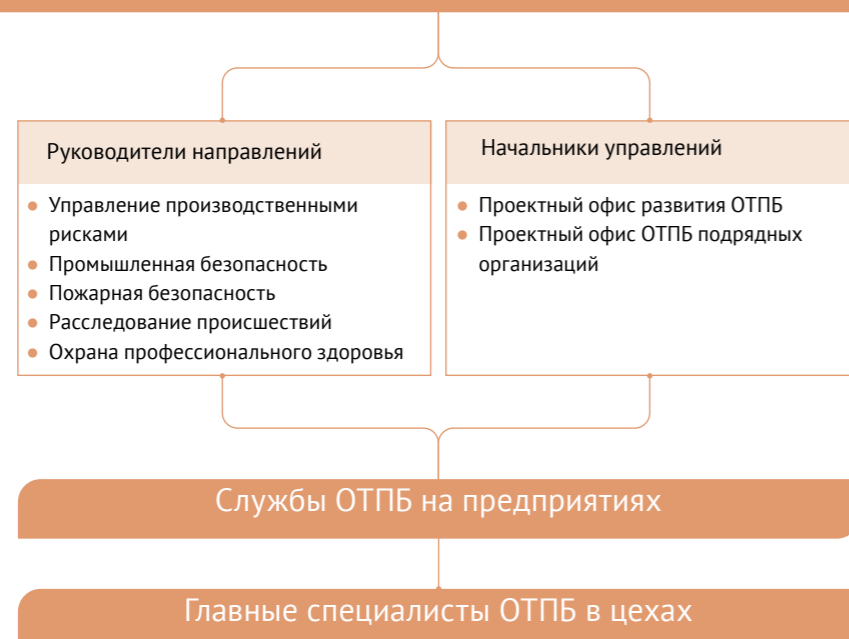 Руководители направлений
Управление производственными
рисками
Промышленная безопасность
Пожарная безопасность
Расследование происшествий
Охрана профессионального здоровья
Начальники управлений
Проектный офис развития ОТПБ
Проектный офис ОТПБ подрядных
организаций
Службы ОТПБ на предприятиях
Главные специалисты ОТПБ в цехах